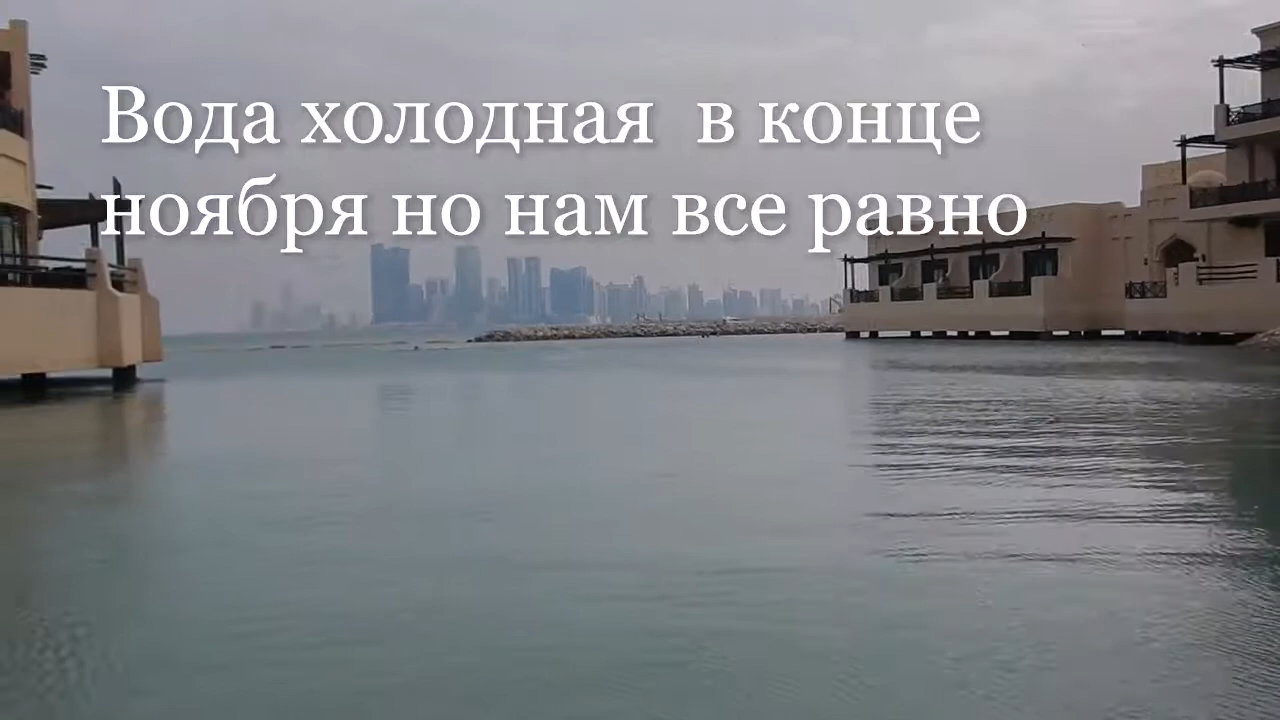 Вода холодная  в конце
ноября но нам все равно